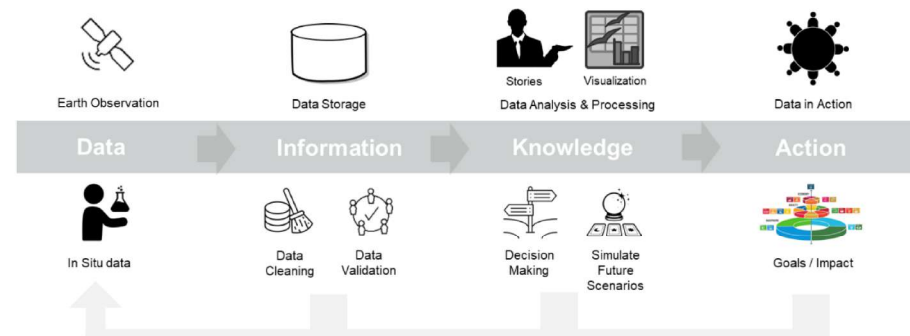 Stories
Visualization
Earth Observation
Data Storage
Data Analysis & Processing
Data in Action
Data
Information
Knowledge
Action
In Situ data
Data
Cleaning
Data
Validation
Decision
Making
Simulate
Future
Scenarios
Goals / Impact